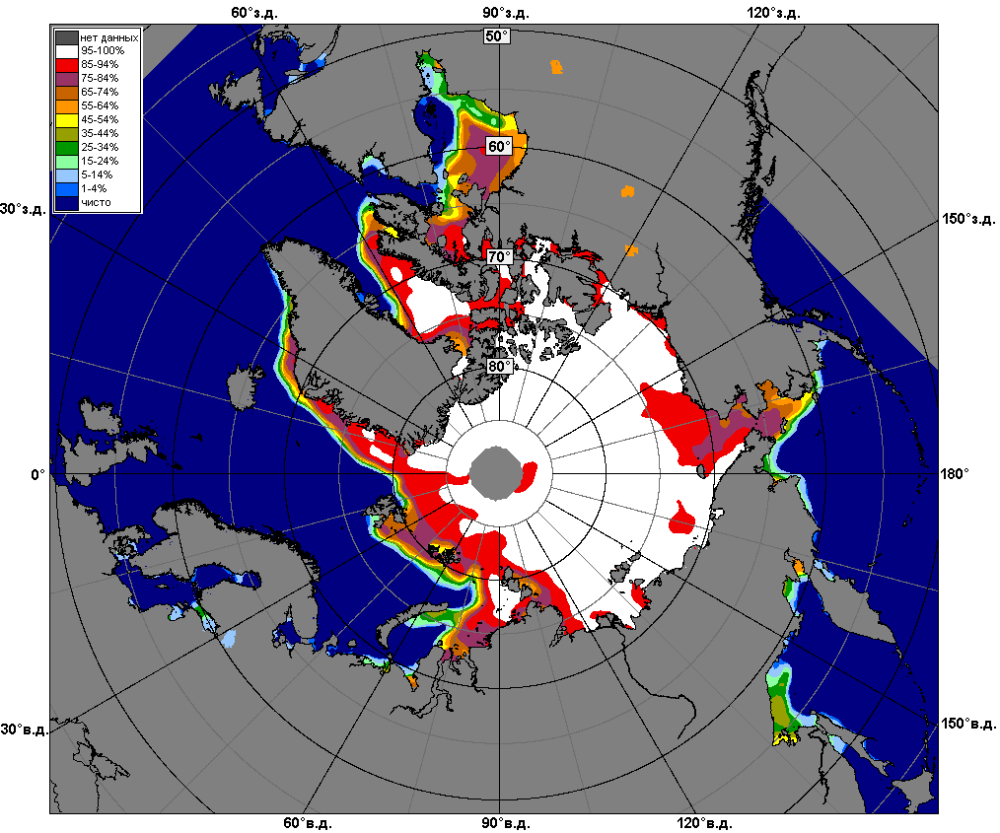 60°з.д.
90°з.д.
120°з.д.
50°
нет данных
95-100%
85-94%
75-84%
65-74%
55-64%
45-54%
35-44%
25-34%
15-24%
5-14%
1-4%
чисто
60°
30°з.д.
150°з.д.
70°
80°
0°
180°
30°в.д.
150°в.д.
60°в.д.
90°в.д.
120°в.д.